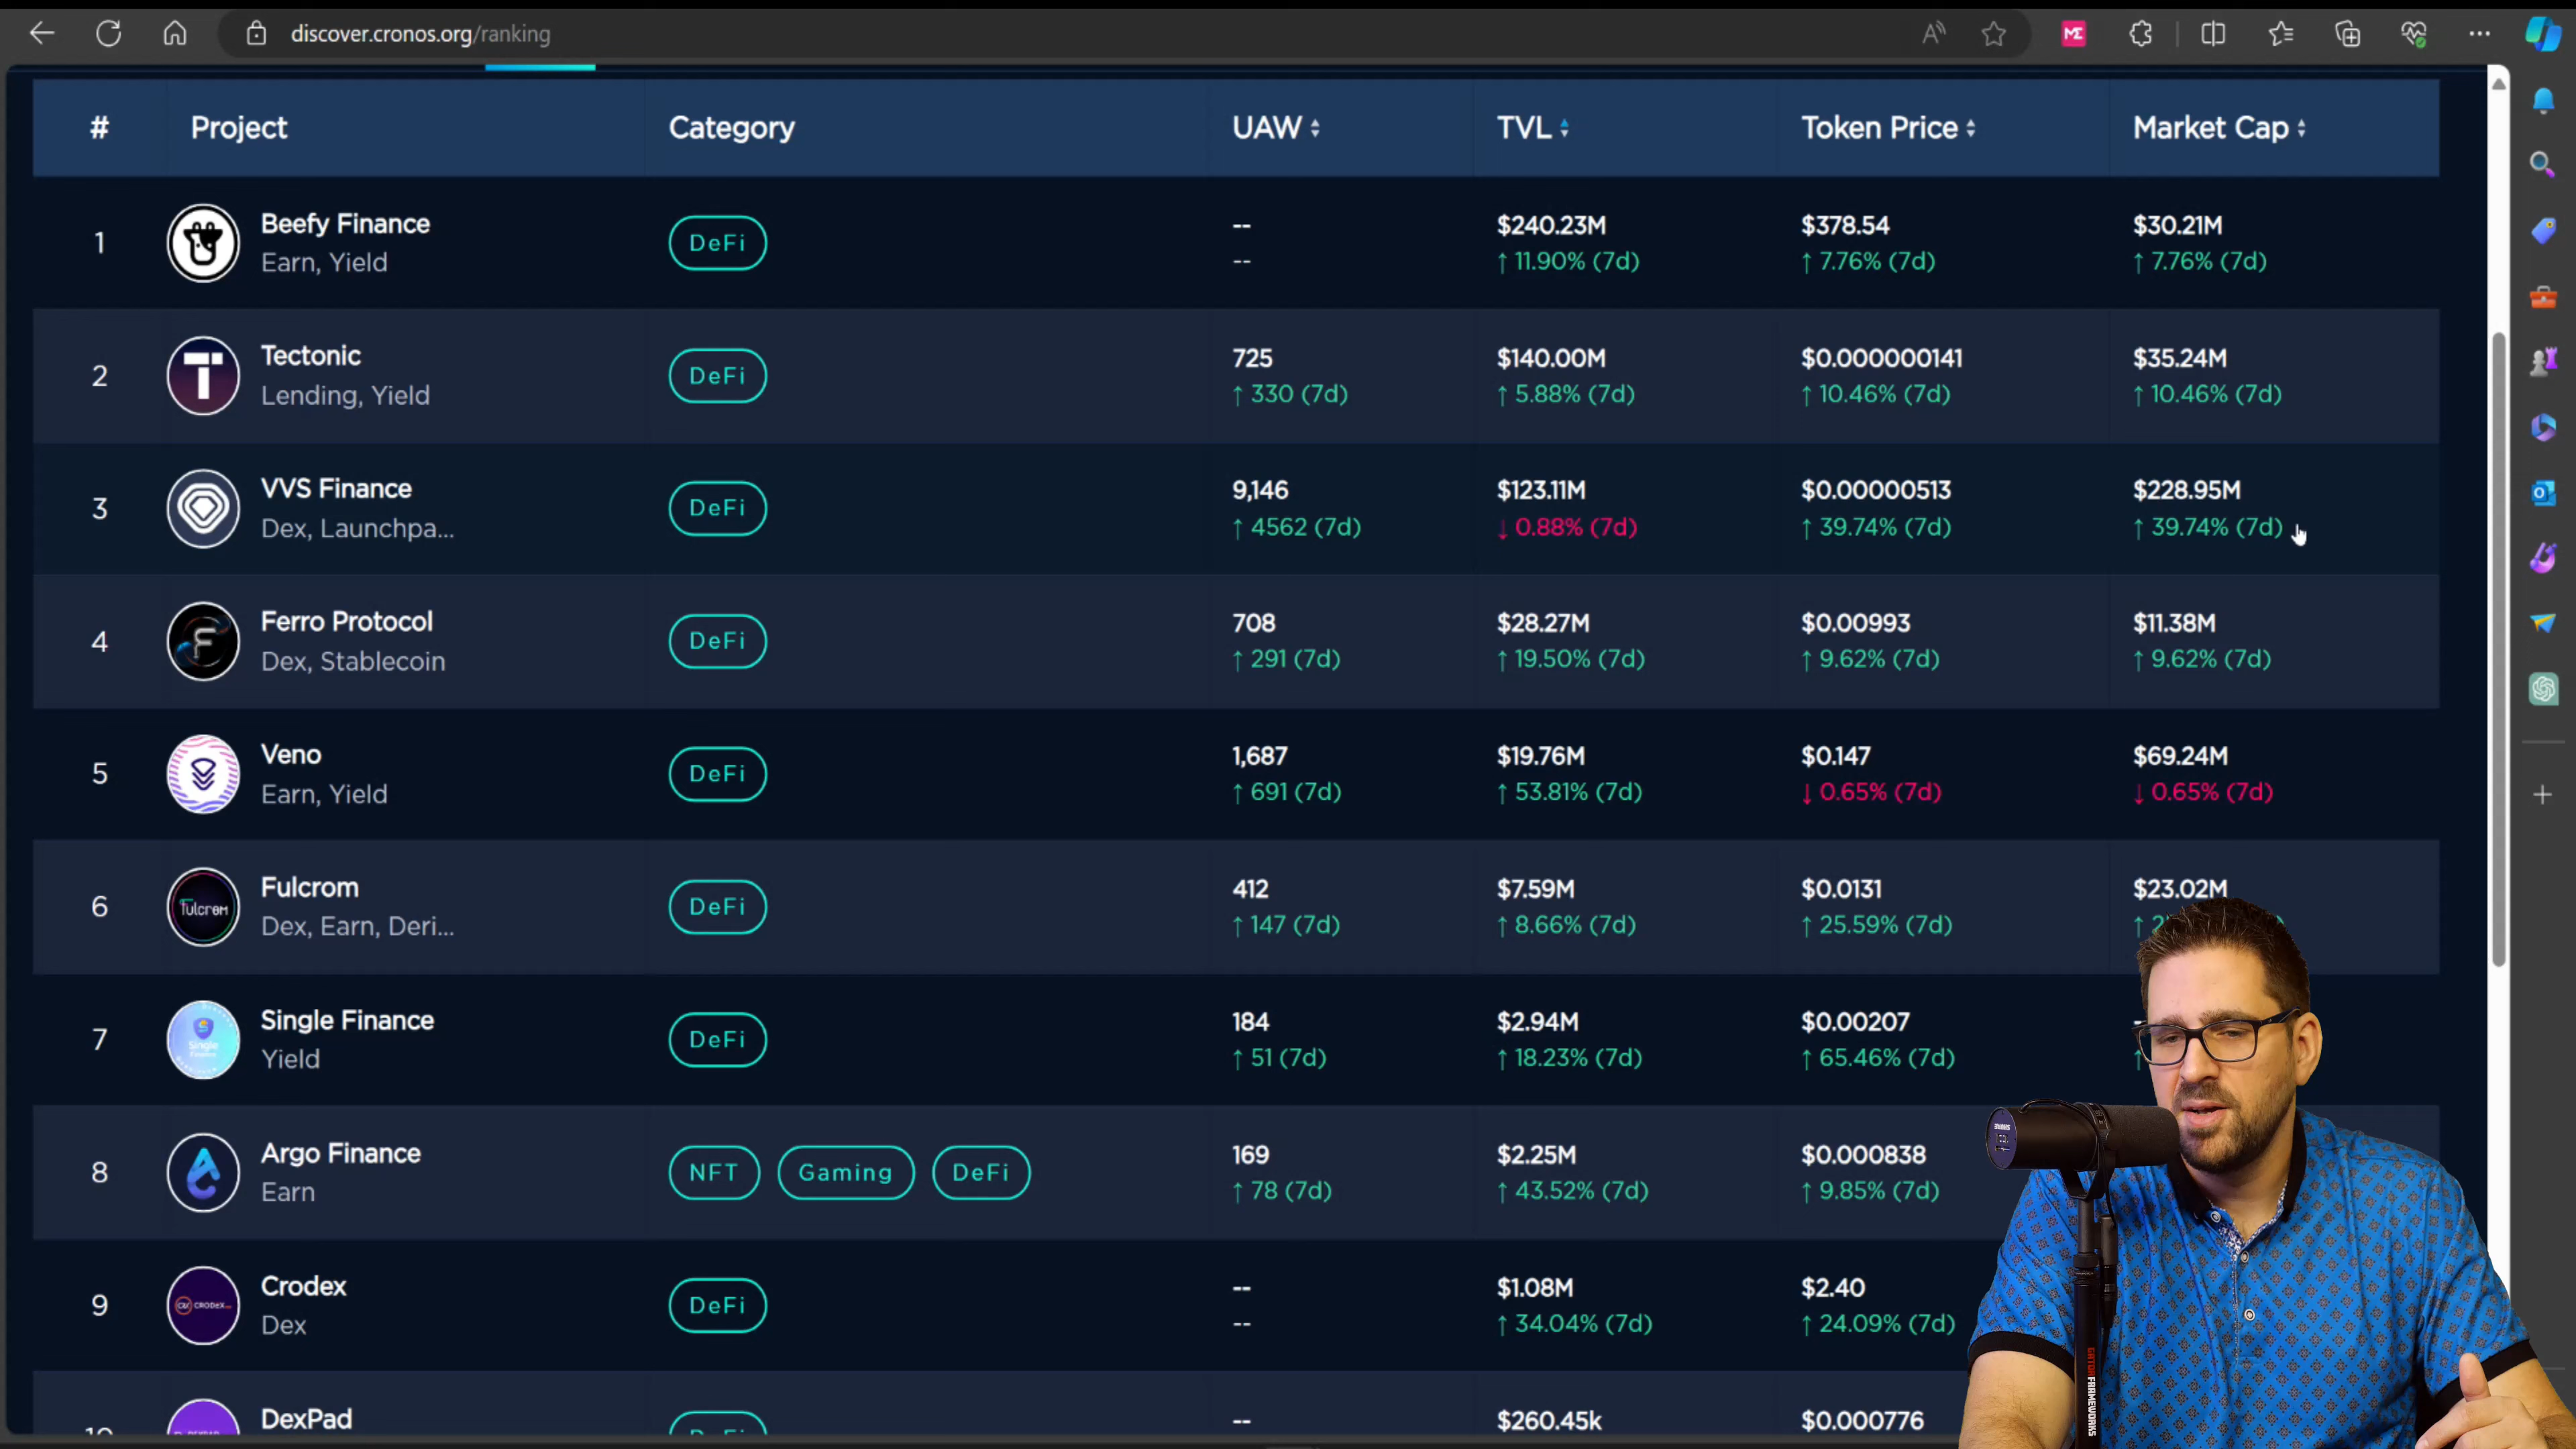 discover.cronos.org/ranking
# Project Category UAW TVL Token Price Market Cap
1 Beefy Finance DeFi -- $240.23M $378.54 $30.21M
Earn, Yield -- ↑ 11.90% (7d) ↑ 7.76% (7d) ↑ 7.76% (7d)
2 Tectonic DeFi 725 $140.00M $0.000000141 $35.24M
Lending, Yield ↑ 330 (7d) ↑ 5.88% (7d) ↑ 10.46% (7d) ↑ 10.46% (7d)
3 VVS Finance DeFi 9,146 $123.11M $0.00000513 $228.95M
Dex, Launchpa... ↑ 4562 (7d) ↓ 0.88% (7d) ↑ 39.74% (7d) ↑ 39.74% (7d)
4 Ferro Protocol DeFi 708 $28.27M $0.00993 $11.38M
Dex, Stablecoin ↑ 291 (7d) ↑ 19.50% (7d) ↑ 9.62% (7d) ↑ 9.62% (7d)
5 Veno DeFi 1,687 $19.76M $0.147 $69.24M
Earn, Yield ↑ 691 (7d) ↑ 53.81% (7d) ↓ 0.65% (7d) ↓ 0.65% (7d)
6 Fulcrom Fulcrom DeFi 412 $7.59M $0.0131 $23.02M
Dex, Earn, Deri... ↑ 147 (7d) ↑ 8.66% (7d) ↑ 25.59% (7d)
7 Single Finance Single Finance DeFi 184 $2.94M $0.00207
Yield ↑ 51 (7d) ↑ 18.23% (7d) ↑ 65.46% (7d)
8 Argo Finance NFT Gaming DeFi 169 $2.25M $0.000838
Earn ↑ 78 (7d) ↑ 43.52% (7d) ↑ 9.85% (7d)
9 CRODEX Crodex DeFi -- $1.08M $2.40
Dex -- ↑ 34.04% (7d) ↑ 24.09% (7d)
10 DexPad DeFi -- $260.45k $0.000776
GATOR FRAMEWORKS